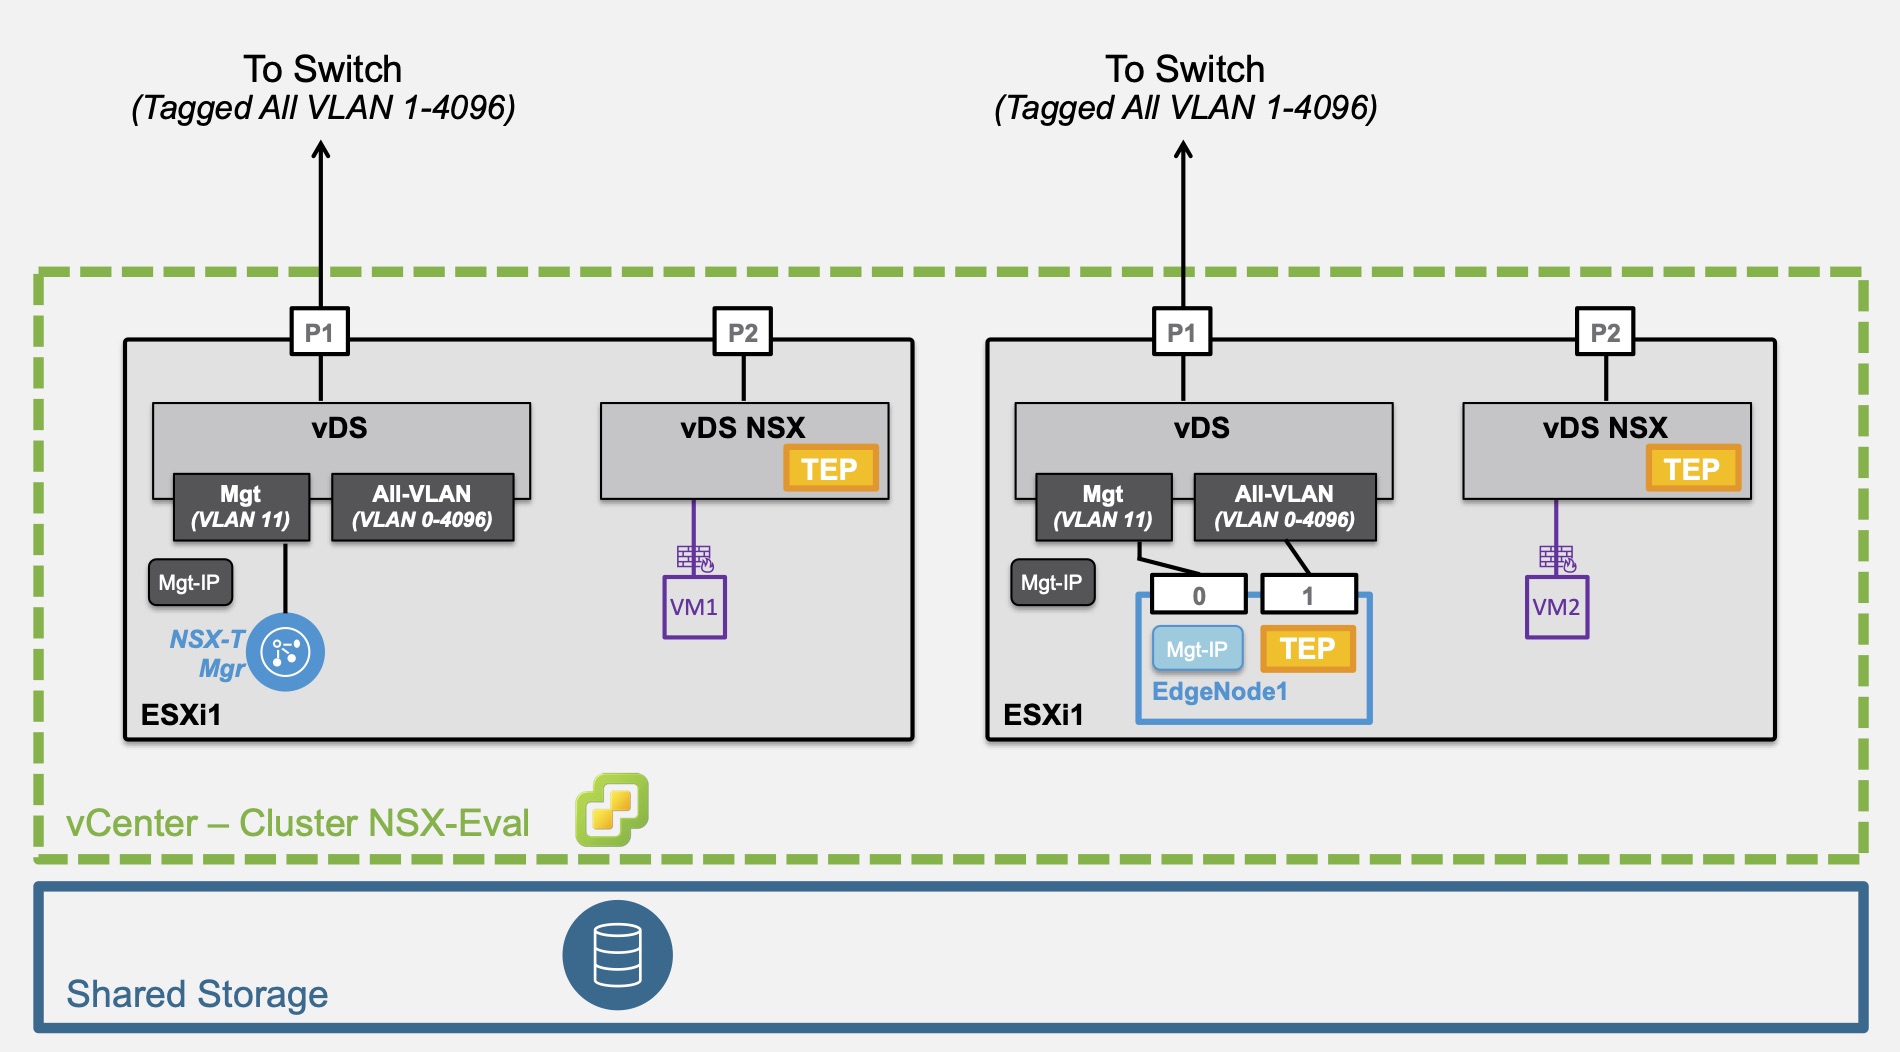 To Switch
(Tagged All VLAN 1-4096)
To Switch
(Tagged All VLAN 1-4096)
P1
P2
vDS
Mgt
(VLAN 11)
All-VLAN
(VLAN 0-4096)
vDS NSX
TEP
Mgt-IP
NSX-T
Mgr
VM1
ESXi1
P1
P2
vDS
Mgt
(VLAN 11)
All-VLAN
(VLAN 0-4096)
vDS NSX
TEP
Mgt-IP
0
1
Mgt-IP
TEP
EdgeNode1
VM2
ESXi1
vCenter – Cluster NSX-Eval
Shared Storage